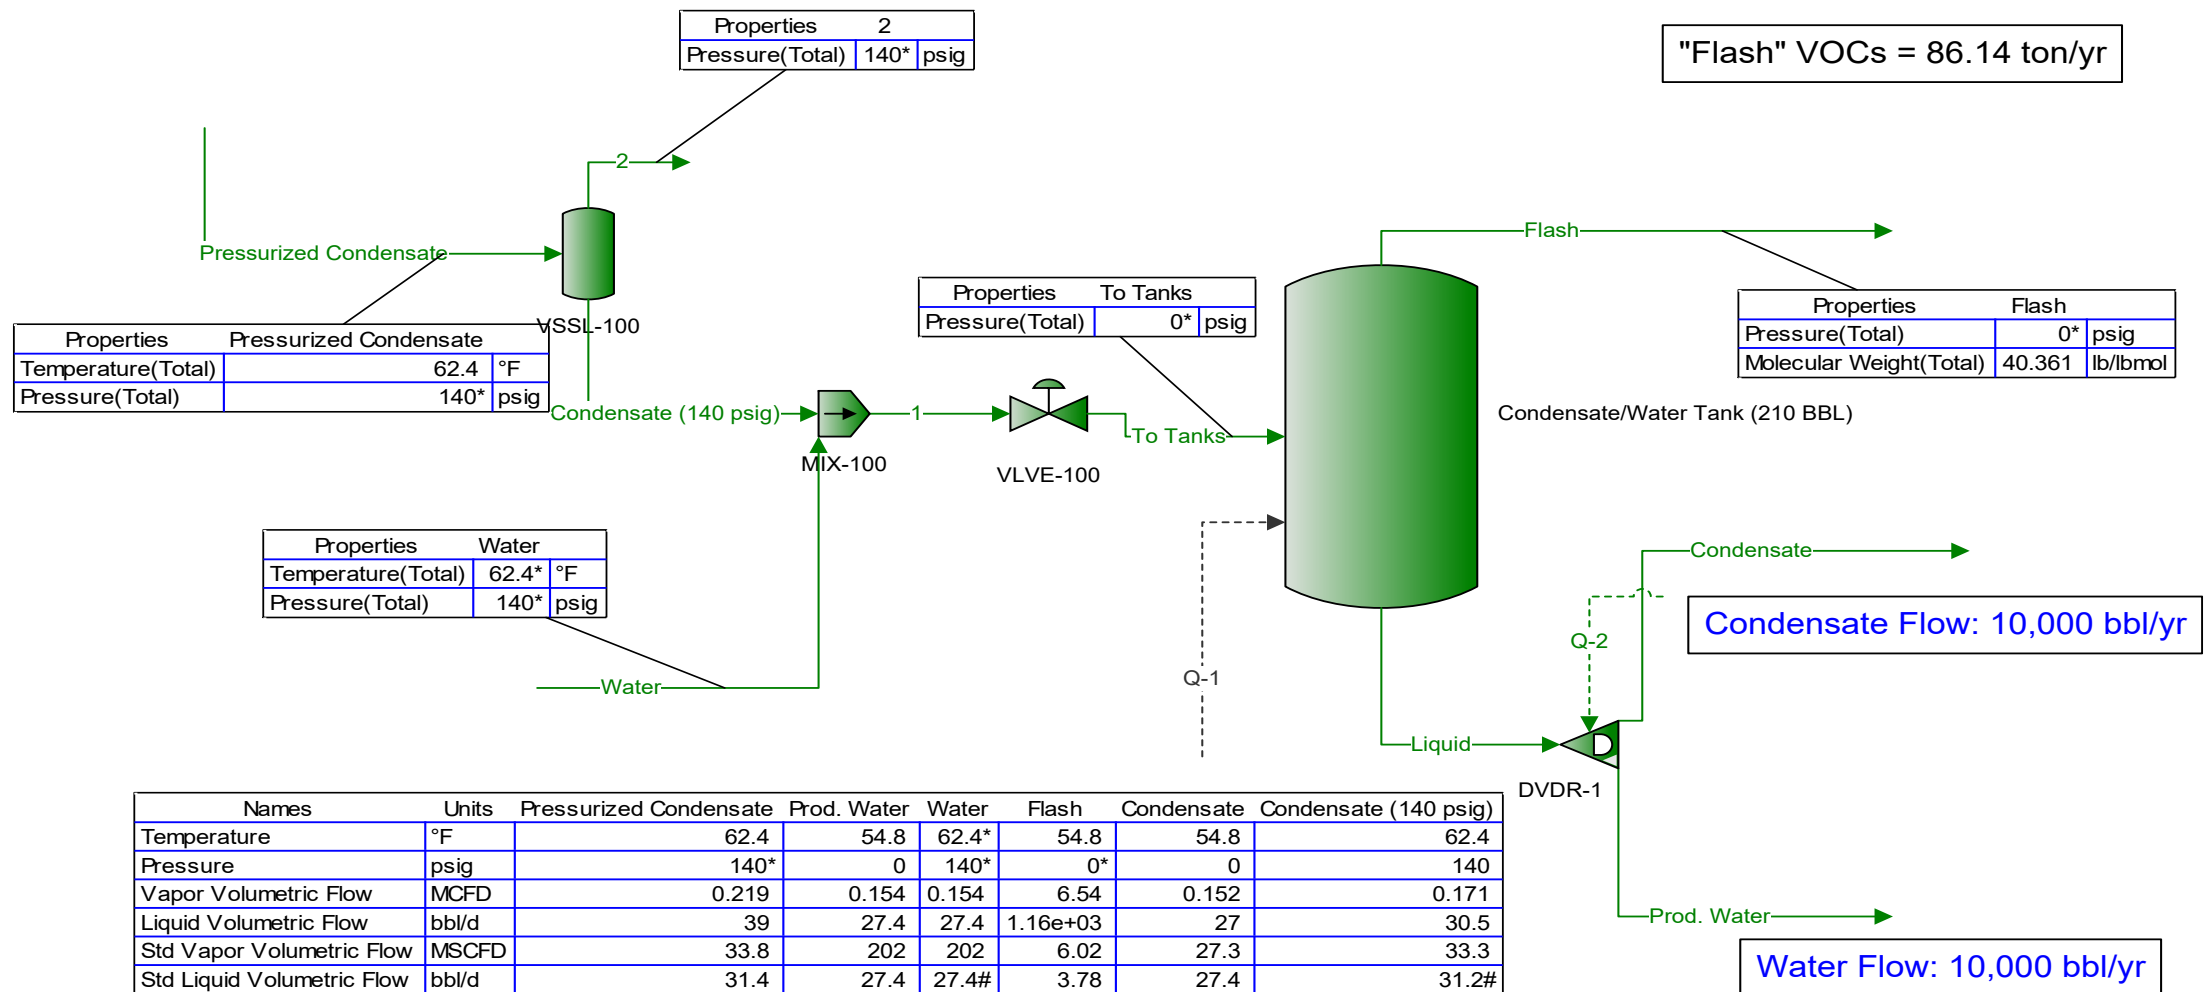 Properties 2
Pressure(Total) 140* psig
"Flash" VOCs = 86.14 ton/yr
2
Pressurized Condensate
VSSL-100
Properties Pressurized Condensate
Temperature(Total) 62.4 °F
Pressure(Total) 140* psig
Flash
Properties To Tanks
Pressure(Total) 0* psig
Properties Flash
Pressure(Total) 0* psig
Molecular Weight(Total) 40.361 lb/lbmol
Condensate (140 psig)
1
To Tanks
Condensate/Water Tank (210 BBL)
MIX-100
VLVE-100
Properties Water
Temperature(Total) 62.4* °F
Pressure(Total) 140* psig
Condensate
Condensate Flow: 10,000 bbl/yr
Q-2
Q-1
Water
Liquid
DVDR-1
Names Units Pressurized Condensate Prod. Water Water Flash Condensate Condensate (140 psig)
Temperature °F 62.4 54.8 62.4* 54.8 54.8 62.4
Pressure psig 140* 0 140* 0* 0 140
Vapor Volumetric Flow MCFD 0.219 0.154 0.154 6.54 0.152 0.171
Liquid Volumetric Flow bbl/d 39 27.4 27.4 1.16e+03 27 30.5
Std Vapor Volumetric Flow MSCFD 33.8 202 202 6.02 27.3 33.3
Std Liquid Volumetric Flow bbl/d 31.4 27.4 27.4# 3.78 27.4 31.2#
Prod. Water
Water Flow: 10,000 bbl/yr